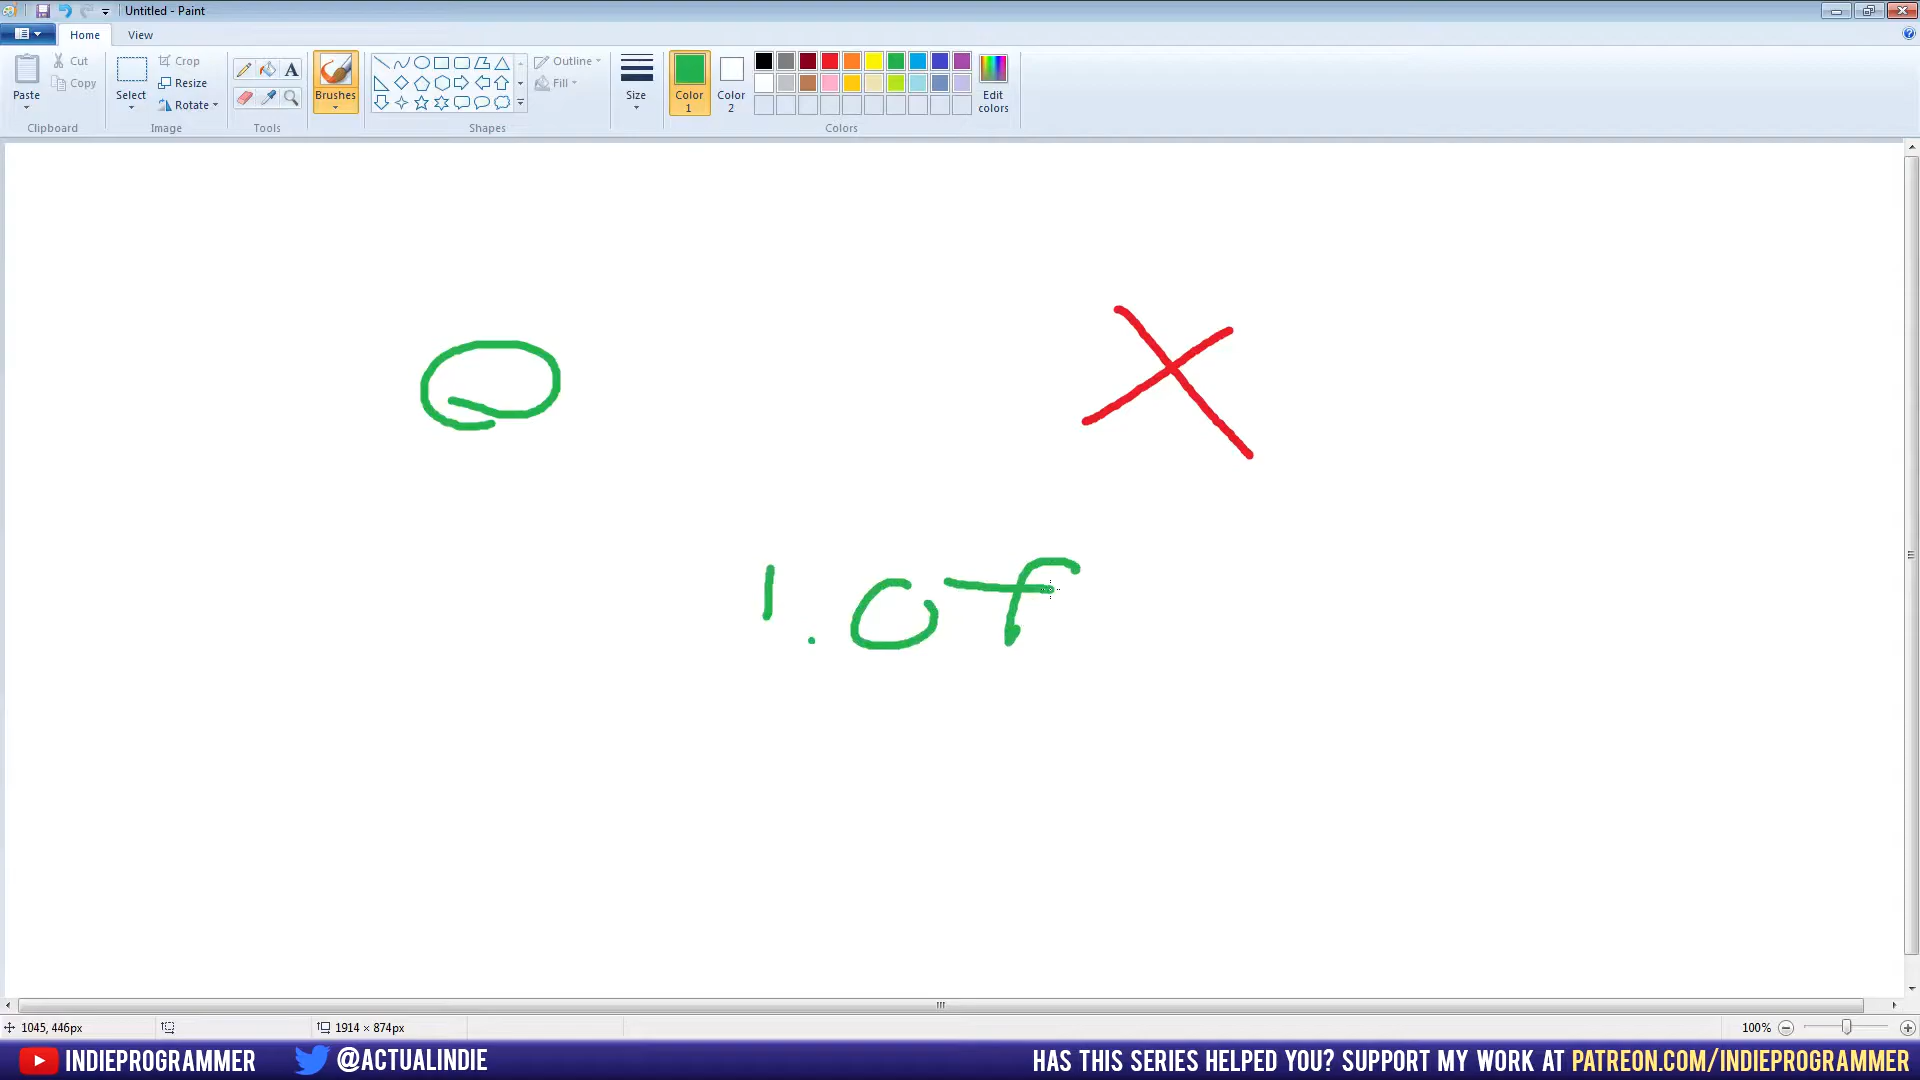 Untitled - Paint
Home View
Paste
Cut
Copy
Clipboard
Select
Crop
Resize
Rotate
Image
A
Tools
Brushes
Outline
Fill
Shapes
Size
Color 1
Color 2
Edit colors
Colors
1.0f
1045, 446px
1914 × 874px
100%
INDIEPROGRAMMER @ACTUALINDIE HAS THIS SERIES HELPED YOU? SUPPORT MY WORK AT PATREON.COM/INDIEPROGRAMMER